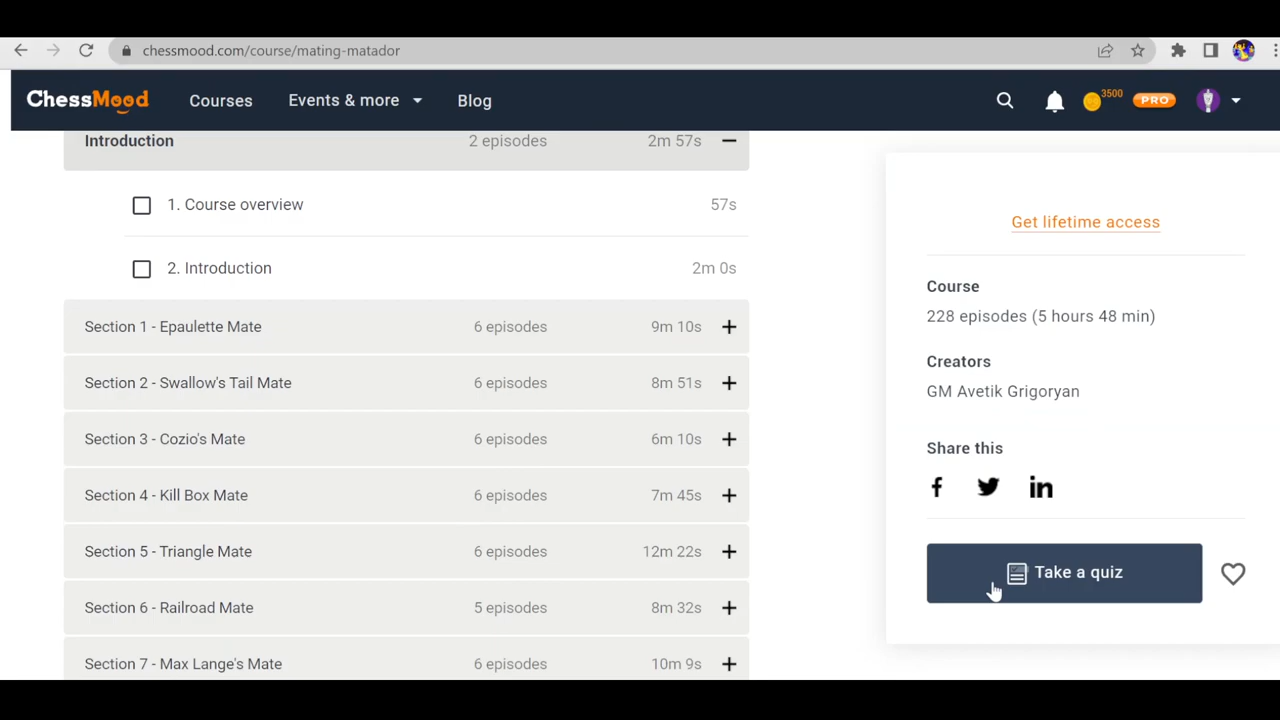 chessmood.com/course/mating-matador
ChessMood Courses Events & more Blog 3500 PRO
Introduction 2 episodes 2m 57s
1. Course overview 57s
2. Introduction 2m 0s
Section 1 - Epaulette Mate 6 episodes 9m 10s
Section 2 - Swallow's Tail Mate 6 episodes 8m 51s
Section 3 - Cozio's Mate 6 episodes 6m 10s
Section 4 - Kill Box Mate 6 episodes 7m 45s
Section 5 - Triangle Mate 6 episodes 12m 22s
Section 6 - Railroad Mate 5 episodes 8m 32s
Section 7 - Max Lange's Mate 6 episodes 10m 9s
Get lifetime access
Course
228 episodes (5 hours 48 min)
Creators
GM Avetik Grigoryan
Share this
Take a quiz